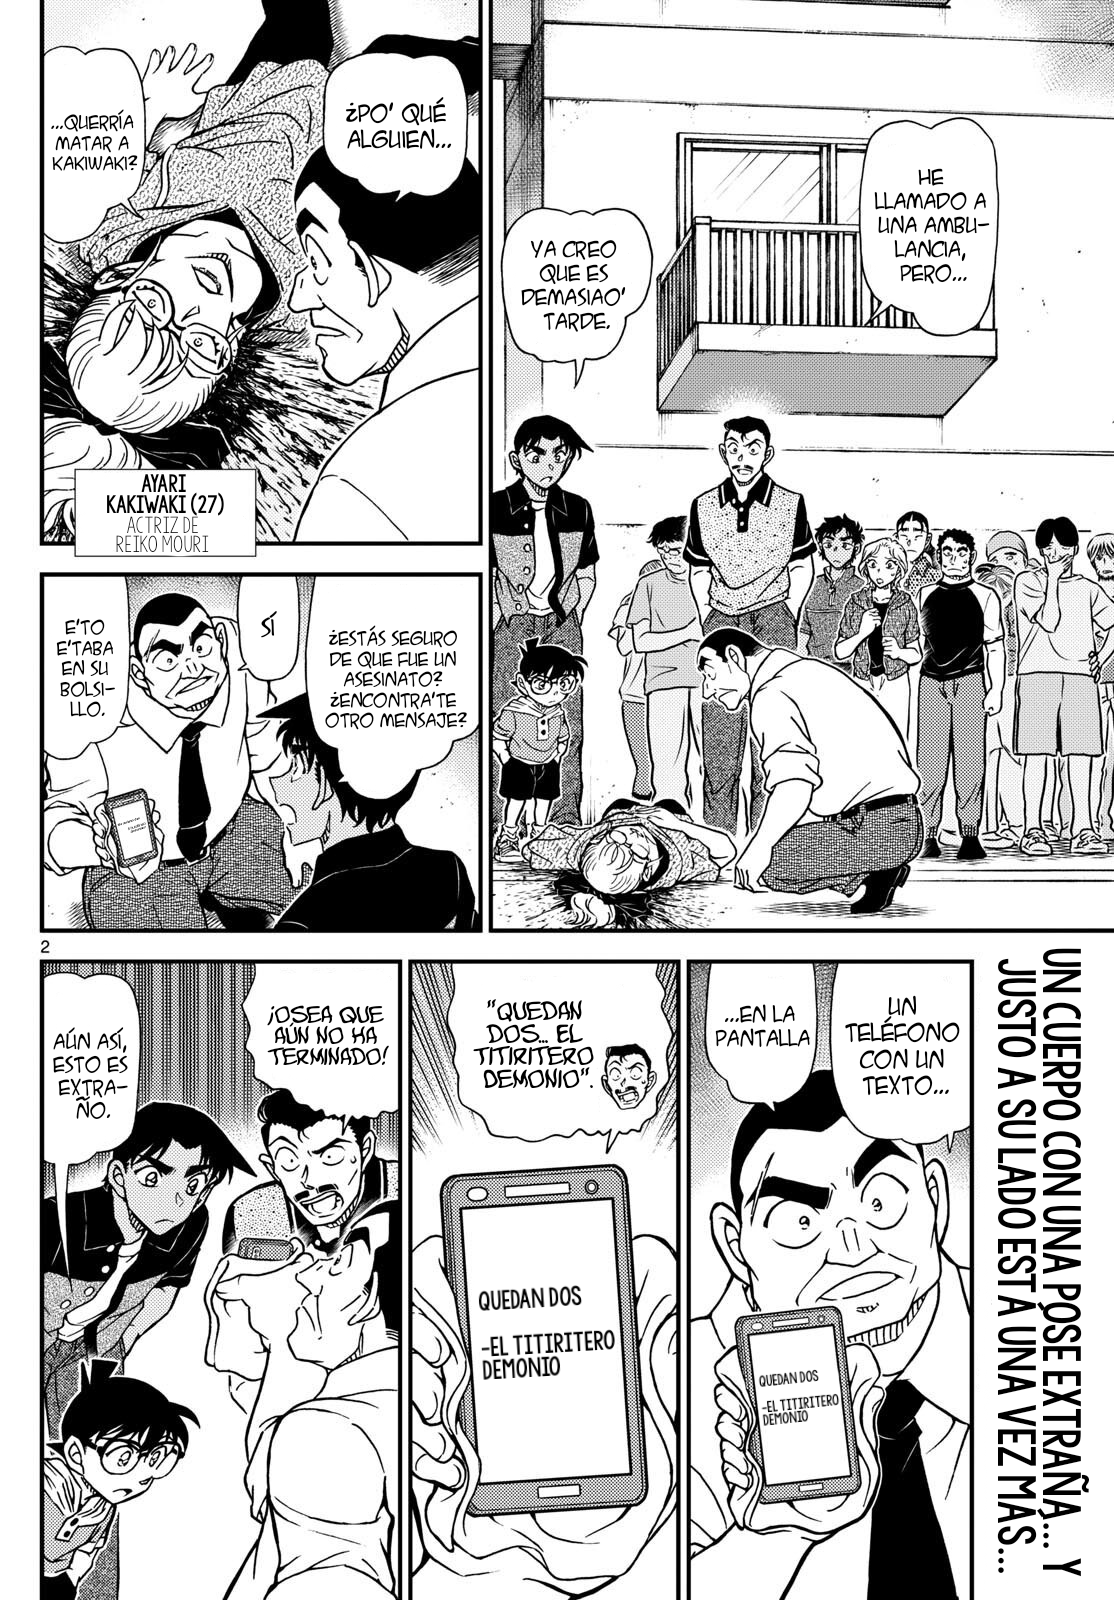 HE
LLAMADO A
UNA AMBU-
LANCIA,
PERO...
YA CREO
QUE ES
DEMASIAO'
TARDE.
¿PO' QUÉ
ALGUIEN...
...QUERRÍA
MATAR A
KAKIWAKI?
AYARI
KAKIWAKI (27)
ACTRIZ DE
REIKO MOURI
¿ESTÁS SEGURO
DE QUE FUE UN
ASESINATO?
¿ENCONTRA'TE
OTRO MENSAJE?
SÍ
E'TO
E'TABA
EN SU
BOLSI-
LLO.
2
UN CUERPO CON UNA POSE EXTRAÑA... Y
JUSTO A SU LADO ESTÁ UNA VEZ MÁS...
UN
TELÉFONO
CON UN
TEXTO...
...EN LA
PANTALLA
QUEDAN DOS
-EL TITIRITERO
DEMONIO
"QUEDAN
DOS... EL
TITIRITERO
DEMONIO".
QUEDAN DOS
-EL TITIRITERO
DEMONIO
¡OSEA QUE
AÚN NO HA
TERMINADO!
AÚN ASÍ,
ESTO ES
EXTRA-
ÑO.